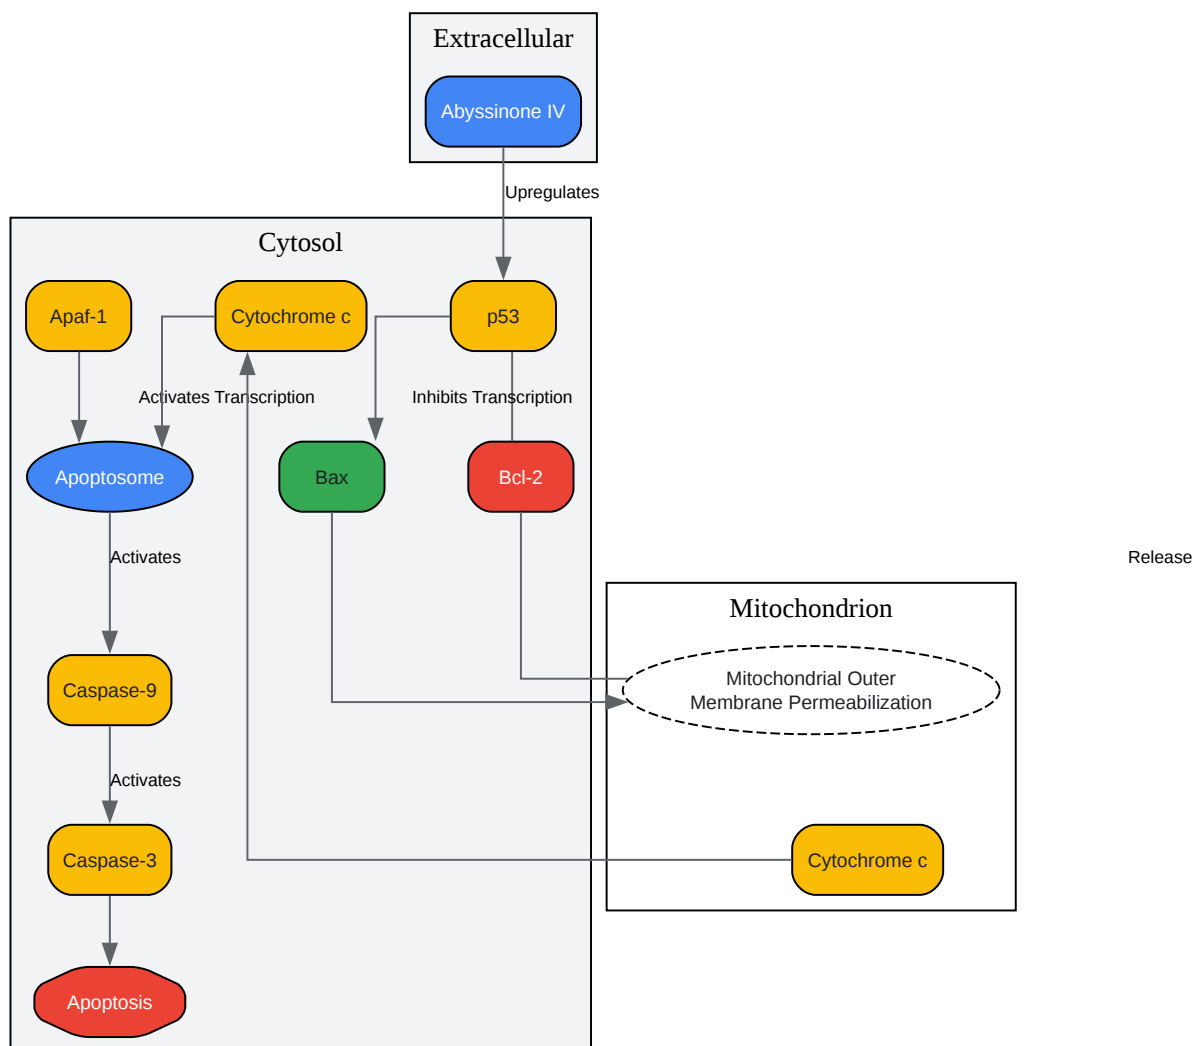 Extracellular
Abyssinone IV
Upregulates
Cytosol
Apaf-1
Cytochrome c
p53
Activates Transcription
Inhibits Transcription
Apoptosome
Bax
Bcl-2
Activates
Release
Mitochondrion
Mitochondrial Outer
Membrane Permeabilization
Caspase-9
Activates
Caspase-3
Cytochrome c
Apoptosis